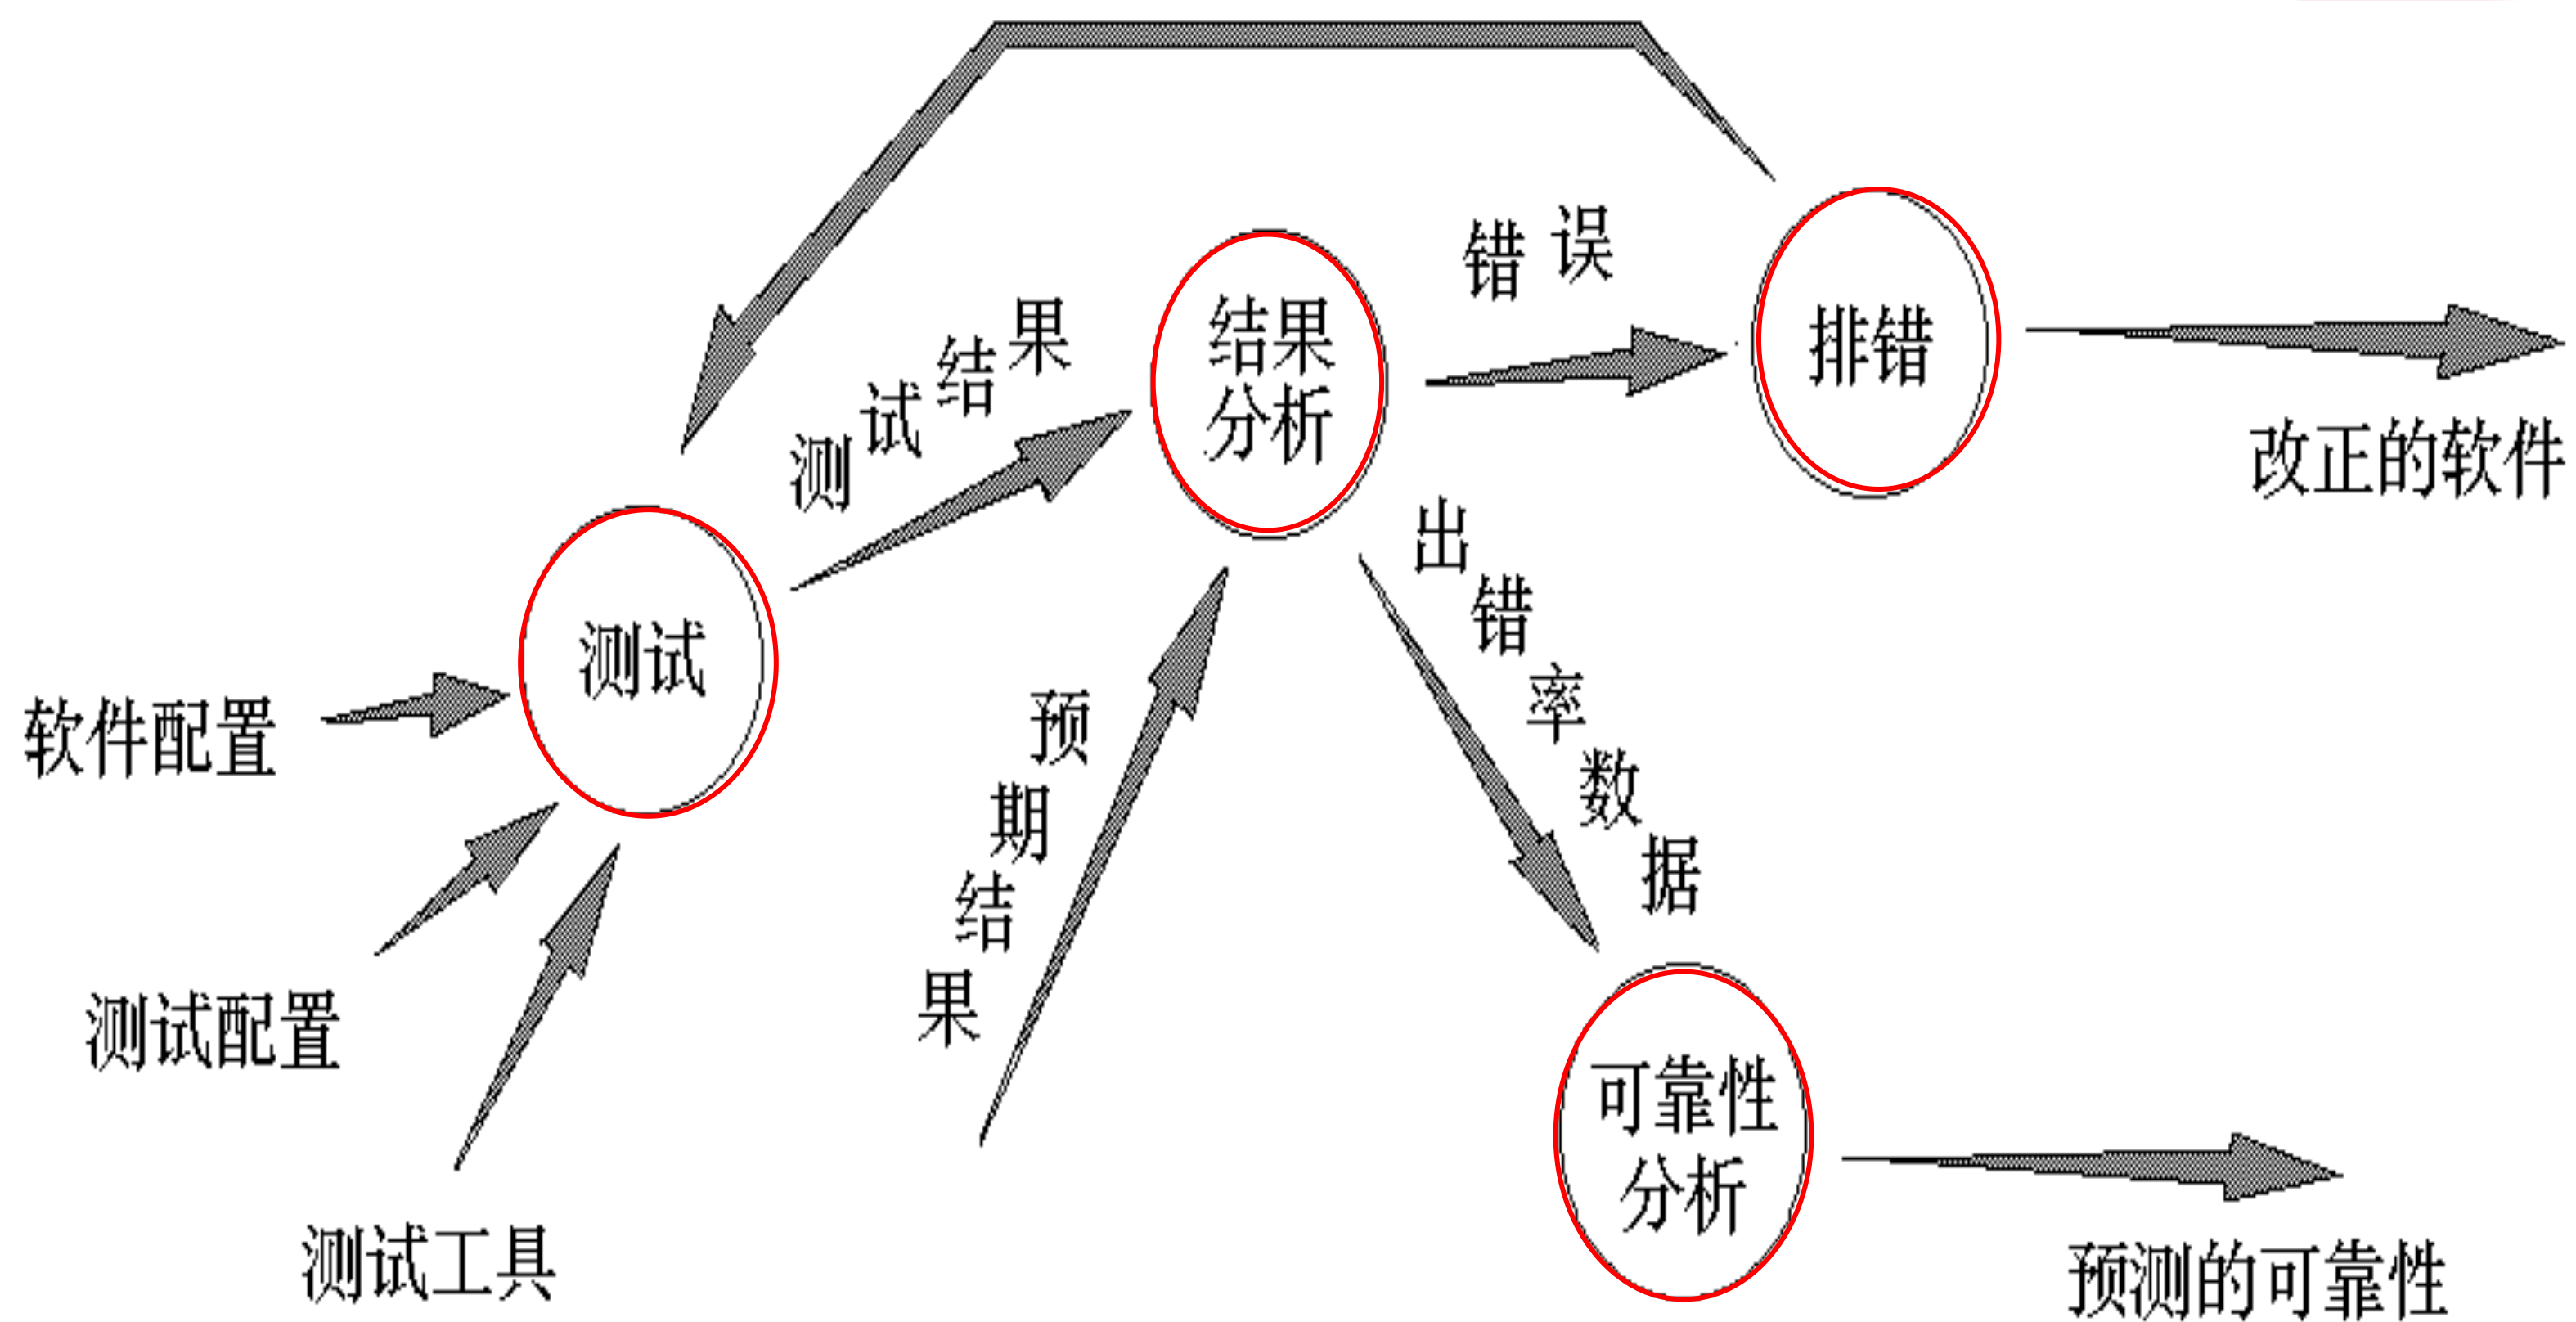 错误
测试结果
结果
分析
排错
改正的软件
测试
出错率数据
软件配置
预期结果
测试配置
可靠性
分析
测试工具
预测的可靠性